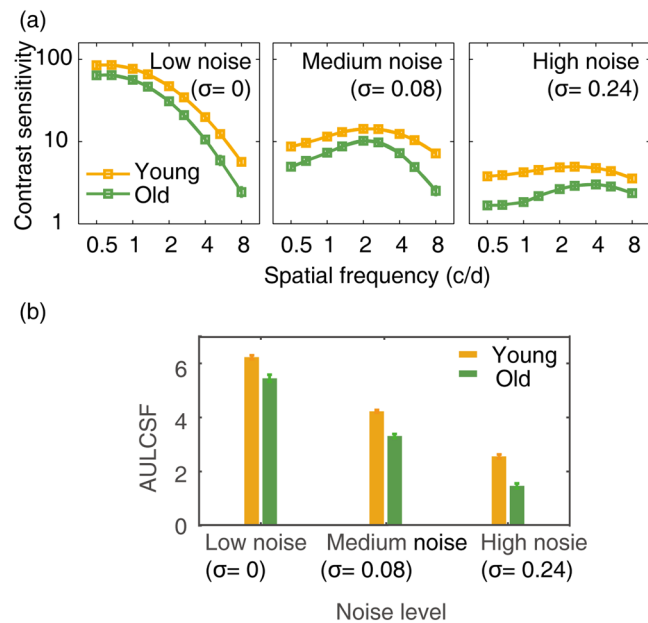 (a)
100
10
1
Contrast sensitivity
Low noise
(σ= 0)
Young
Old
Medium noise
(σ= 0.08)
High noise
(σ= 0.24)
0.5 1 2 4 8
0.5 1 2 4 8
0.5 1 2 4 8
Spatial frequency (c/d)
(b)
6
4
2
0
AULCSF
Young
Old
Low noise Medium noise High nosie
(σ= 0) (σ= 0.08) (σ= 0.24)
Noise level